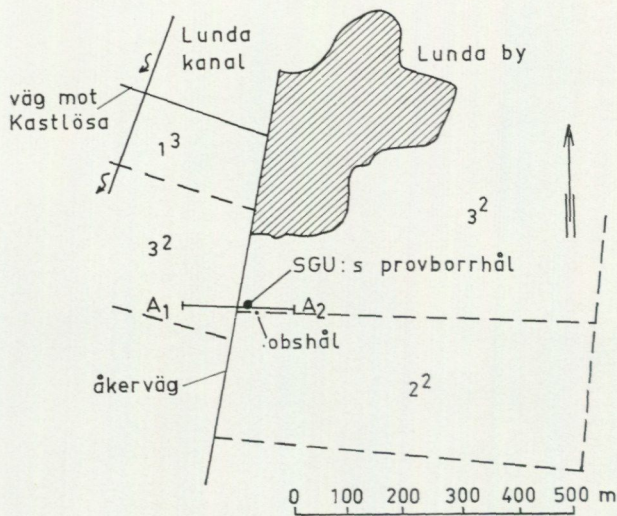 Lunda
kanal
Lunda by
väg mot
Kastlösa
1³
3²
3²
SGU:s provborrhål
A₁
A₂
obshål
åkerväg
2²
0 100 200 300 400 500 m